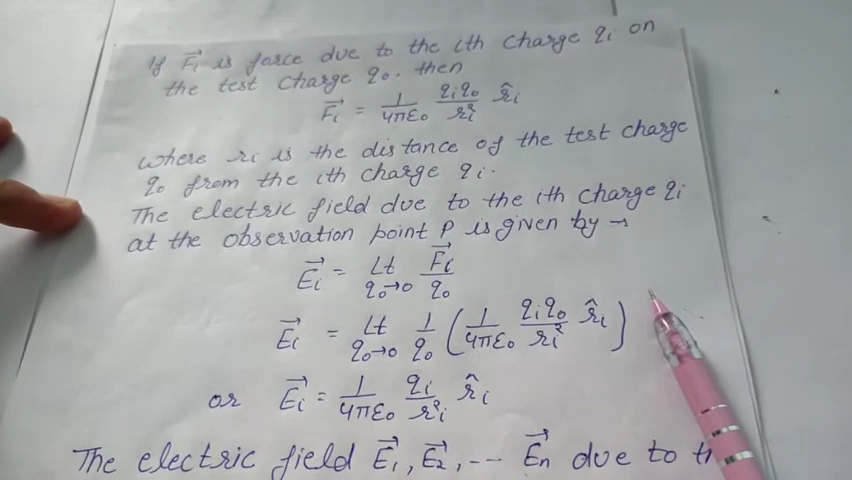 If F⃗i is force due to the ith charge qi on
the test charge q0. then
F⃗i = 1/4πε0 qiq0/ri² r̂i
where ri is the distance of the test charge
q0 from the ith charge qi.
The electric field due to the ith charge qi
at the observation point P is given by →
E⃗i = Lt q0→0 F⃗i/q0
E⃗i = Lt q0→0 1/q0 (1/4πε0 qiq0/ri² r̂i)
or E⃗i = 1/4πε0 qi/r²i r̂i
The electric field E⃗1, E⃗2, --- E⃗n due to